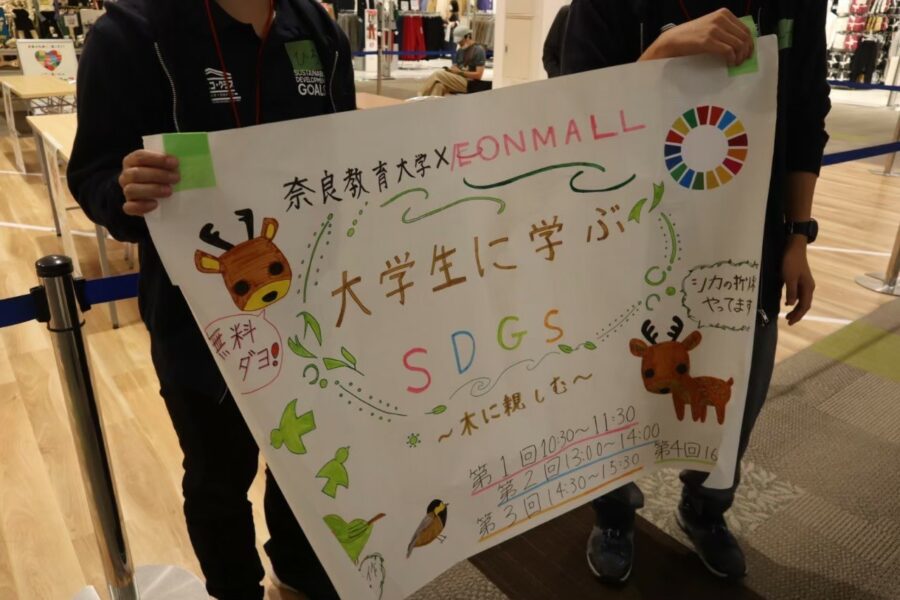 SUSTAINABLE
DEVELOPMENT
GOALS
奈良教育大学×AEONMALL
大学生に学ぶ
SDGS
～木に親しむ～
無料
ダヨ!
シカの折り紙
やってます
第1回10:30～11:30
第2回13:00～14:00
第3回14:30～15:30
第4回16